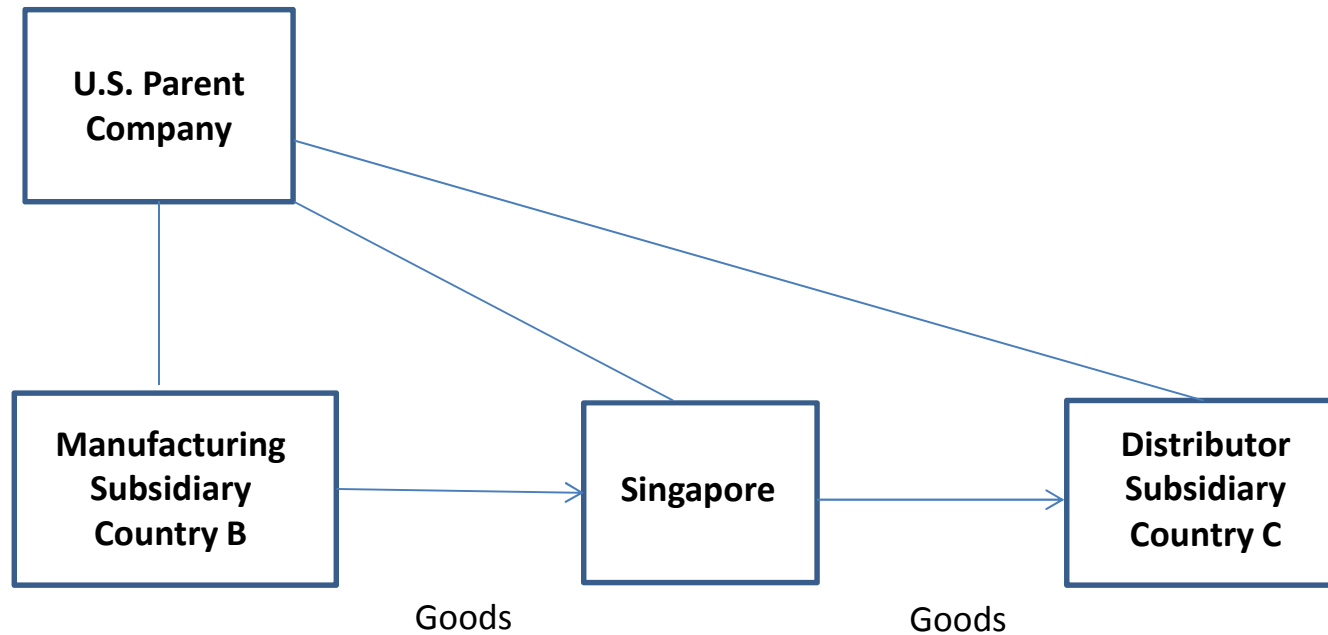 U.S. Parent
Company
Manufacturing
Subsidiary
Country B
Singapore
Distributor
Subsidiary
Country C
Goods
Goods